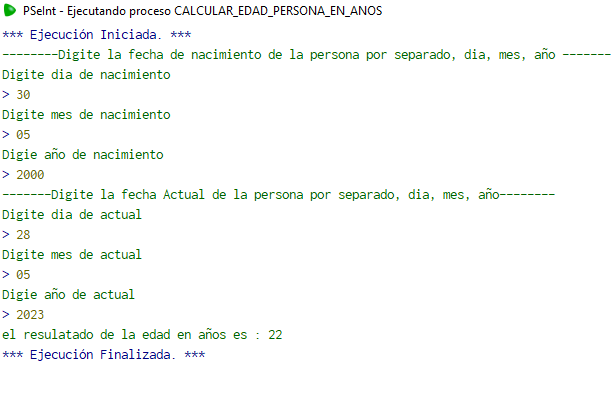 PSeInt - Ejecutando proceso CALCULAR_EDAD_PERSONA_EN_ANOS
*** Ejecución Iniciada. ***
--------Digite la fecha de nacimiento de la persona por separado, dia, mes, año -------
Digite dia de nacimiento
> 30
Digite mes de nacimiento
> 05
Digie año de nacimiento
> 2000
-------Digite la fecha Actual de la persona por separado, dia, mes, año--------
Digite dia de actual
> 28
Digite mes de actual
> 05
Digie año de actual
> 2023
el resulatado de la edad en años es : 22
*** Ejecución Finalizada. ***